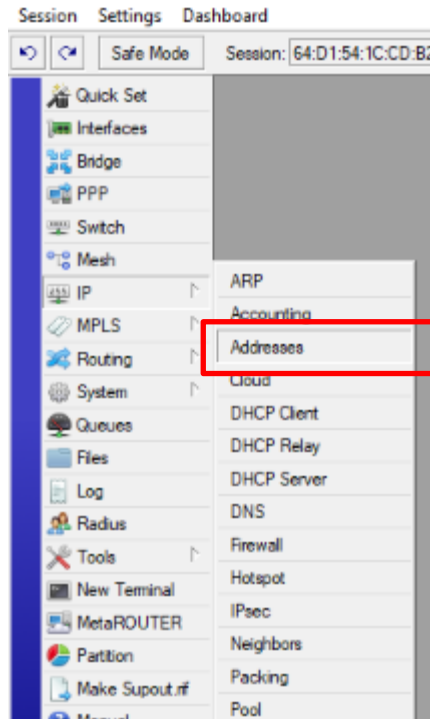 Session Settings Dashboard
Safe Mode Session: 64:D1:54:1C:CD:B2
Quick Set
Interfaces
Bridge
PPP
Switch
Mesh
IP
MPLS
Routing
System
Queues
Files
Log
Radius
Tools
New Terminal
MetaROUTER
Partition
Make Supout.rif
Manual
ARP
Accounting
Addresses
Cloud
DHCP Client
DHCP Relay
DHCP Server
DNS
Firewall
Hotspot
IPsec
Neighbors
Packing
Pool